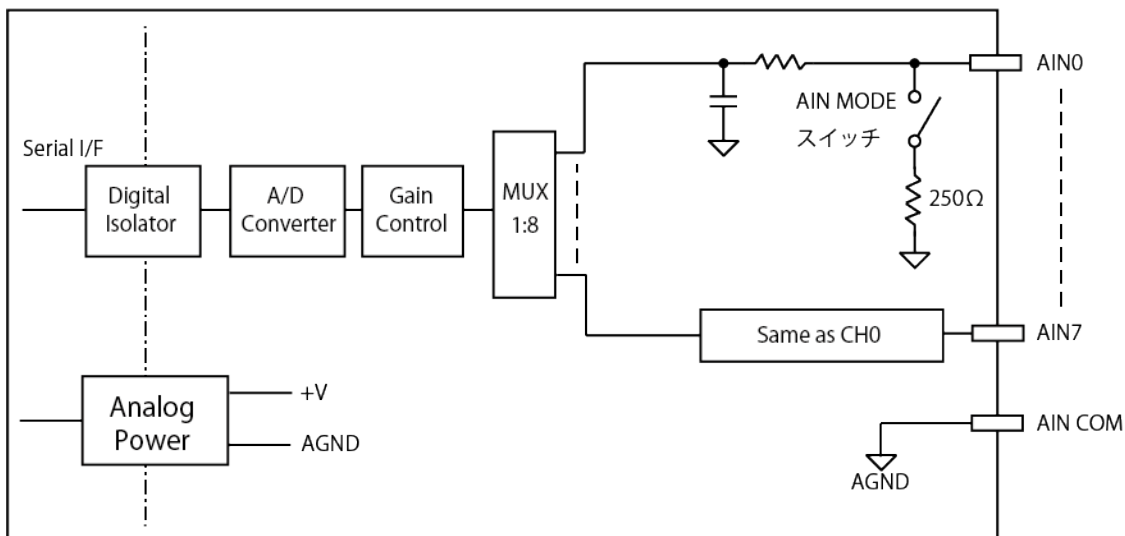 AIN0
AIN MODE
スイッチ
Serial I/F
Digital
Isolator
A/D
Converter
Gain
Control
MUX
1:8
250Ω
Same as CH0
AIN7
Analog
Power
+V
AGND
AIN COM
AGND